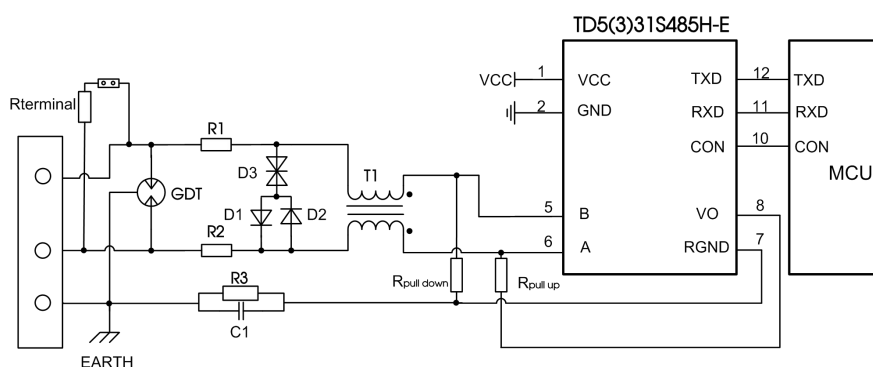 TD5(3)31S485H-E
VCC
1
VCC
TXD
12
TXD
2
GND
RXD
11
RXD
CON
10
CON
MCU
Rterminal
R1
D3
T1
GDT
D1
D2
R2
5
B
VO
8
6
A
RGND
7
R3
C1
Rpull down
Rpull up
EARTH